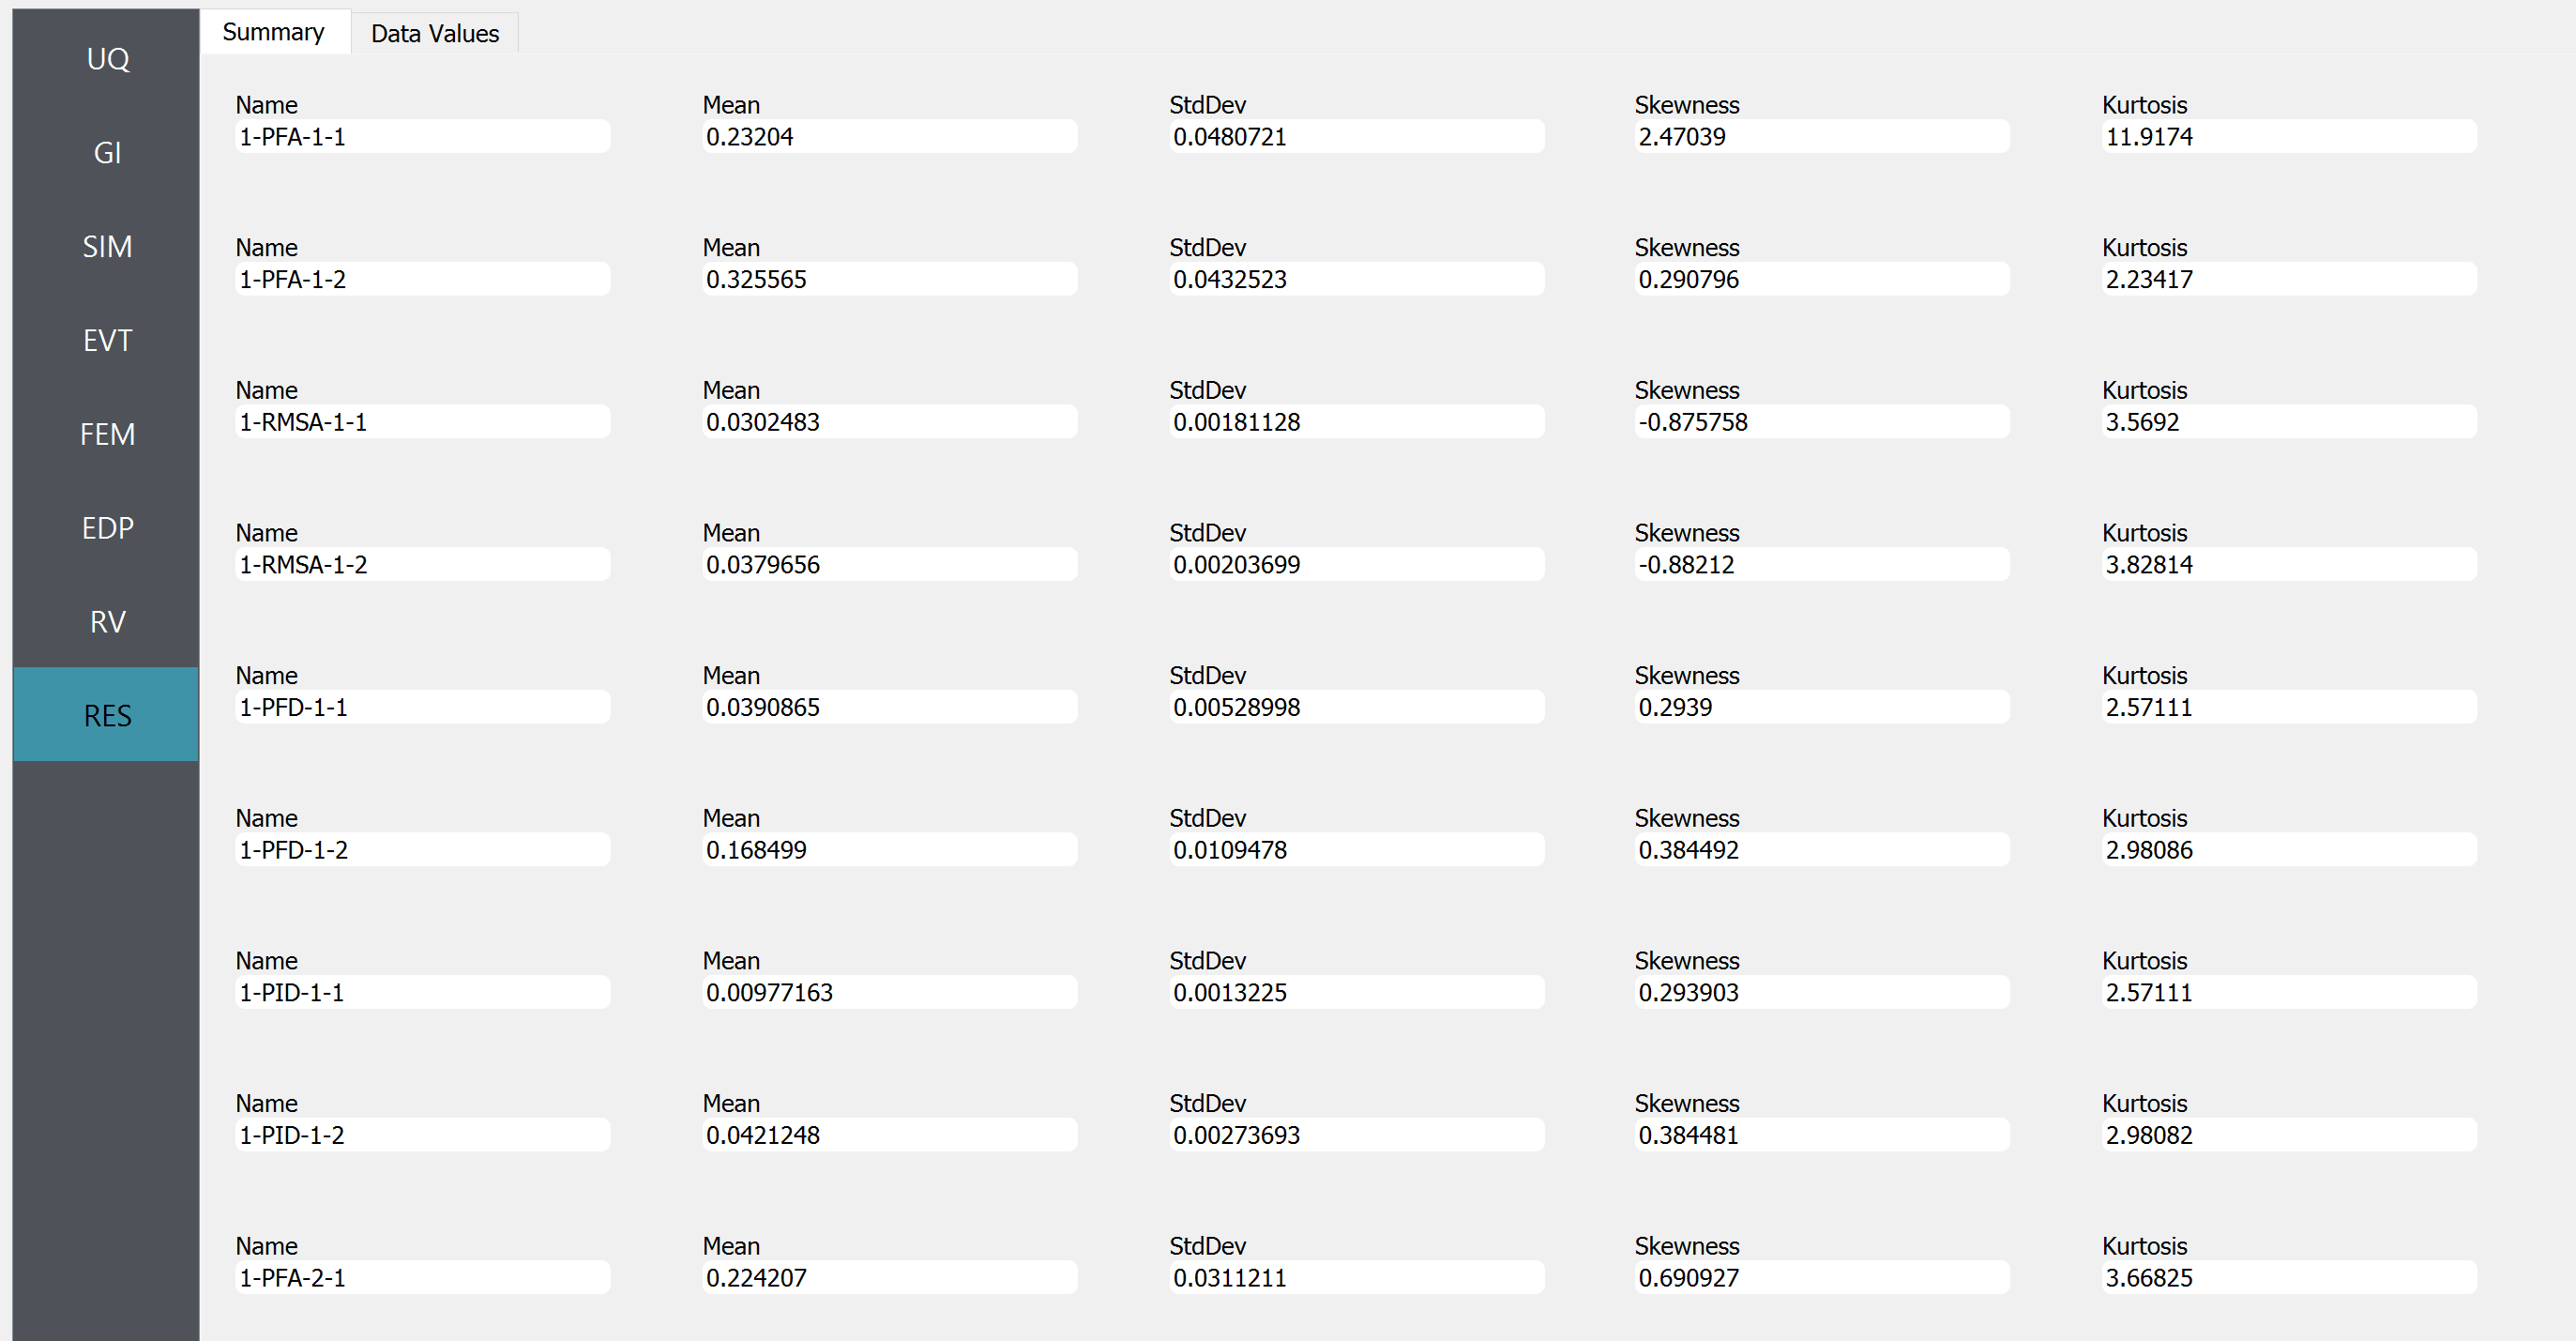 UQ
GI
SIM
EVT
FEM
EDP
RV
RES
Summary Data Values
Name Mean StdDev Skewness Kurtosis
1-PFA-1-1 0.23204 0.0480721 2.47039 11.9174
Name Mean StdDev Skewness Kurtosis
1-PFA-1-2 0.325565 0.0432523 0.290796 2.23417
Name Mean StdDev Skewness Kurtosis
1-RMSA-1-1 0.0302483 0.00181128 -0.875758 3.5692
Name Mean StdDev Skewness Kurtosis
1-RMSA-1-2 0.0379656 0.00203699 -0.88212 3.82814
Name Mean StdDev Skewness Kurtosis
1-PFD-1-1 0.0390865 0.00528998 0.2939 2.57111
Name Mean StdDev Skewness Kurtosis
1-PFD-1-2 0.168499 0.0109478 0.384492 2.98086
Name Mean StdDev Skewness Kurtosis
1-PID-1-1 0.00977163 0.0013225 0.293903 2.57111
Name Mean StdDev Skewness Kurtosis
1-PID-1-2 0.0421248 0.00273693 0.384481 2.98082
Name Mean StdDev Skewness Kurtosis
1-PFA-2-1 0.224207 0.0311211 0.690927 3.66825